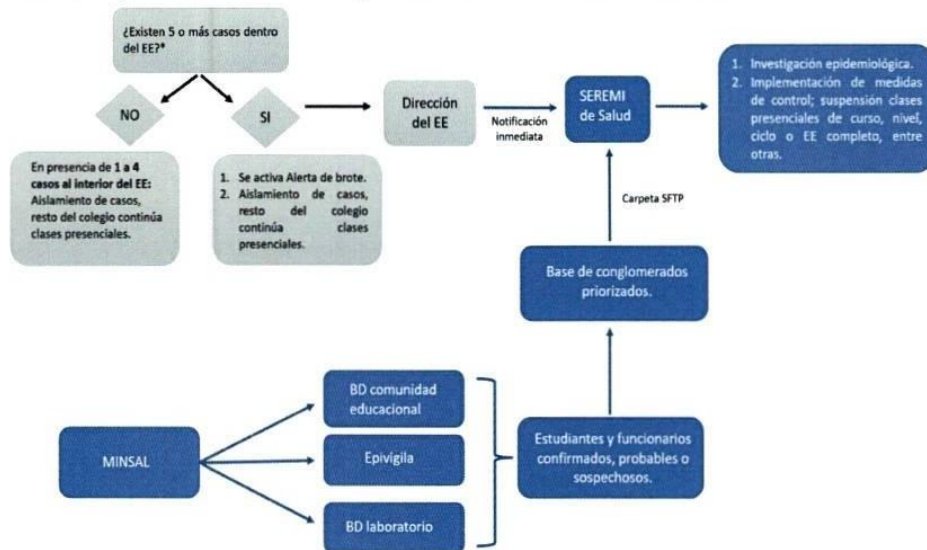 ¿Existen 5 o más casos dentro
del EE?*
NO
SI
En presencia de 1 a 4
casos al interior del EE:
Aislamiento de casos,
resto del colegio continúa
clases presenciales.
1. Se activa Alerta de brote.
2. Aislamiento de casos,
resto del colegio
continúa clases
presenciales.
Dirección
del EE
Notificación
inmediata
SEREMI
de Salud
1. Investigación epidemiológica.
2. Implementación de medidas
de control; suspensión clases
presenciales de curso, nivel,
ciclo o EE completo, entre
otras.
Carpeta SFTP
Base de conglomerados
priorizados.
MINSAL
BD comunidad
educacional
Epivigila
BD laboratorio
Estudiantes y funcionarios
confirmados, probables o
sospechosos.